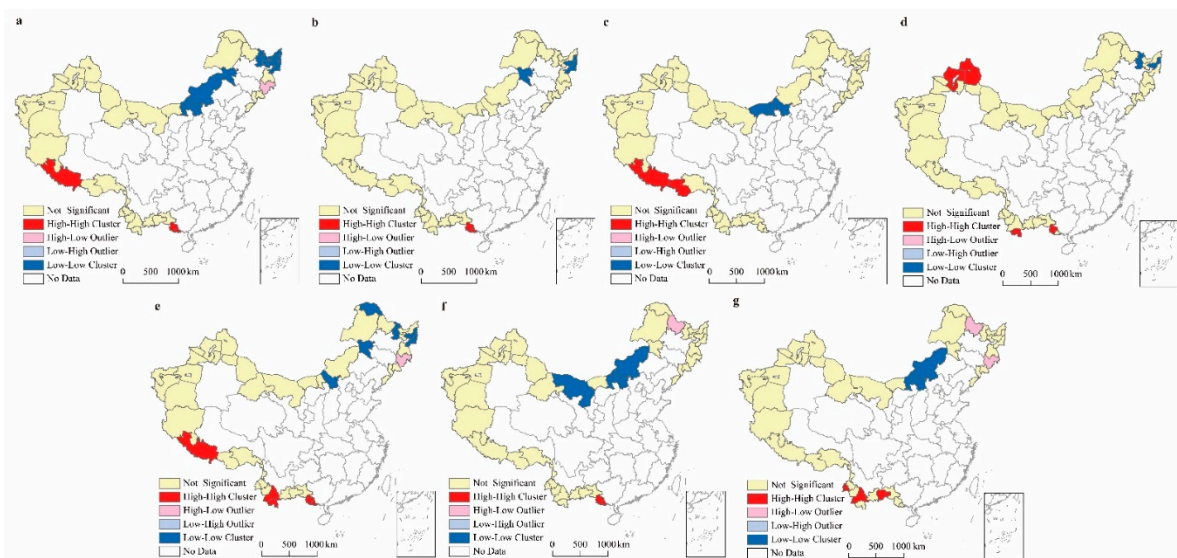 a
b
c
d
Not Significant
High-High Cluster
High-Low Outlier
Low-High Outlier
Low-Low Cluster
No Data
0 500 1000 km
Not Significant
High-High Cluster
High-Low Outlier
Low-High Outlier
Low-Low Cluster
No Data
0 500 1000 km
Not Significant
High-High Cluster
High-Low Outlier
Low-High Outlier
Low-Low Cluster
No Data
0 500 1000 km
Not Significant
High-High Cluster
High-Low Outlier
Low-High Outlier
Low-Low Cluster
No Data
0 500 1000 km
e
f
g
Not Significant
High-High Cluster
High-Low Outlier
Low-High Outlier
Low-Low Cluster
No Data
0 500 1000 km
Not Significant
High-High Cluster
High-Low Outlier
Low-High Outlier
Low-Low Cluster
No Data
0 500 1000 km
Not Significant
High-High Cluster
High-Low Outlier
Low-High Outlier
Low-Low Cluster
No Data
0 500 1000 km